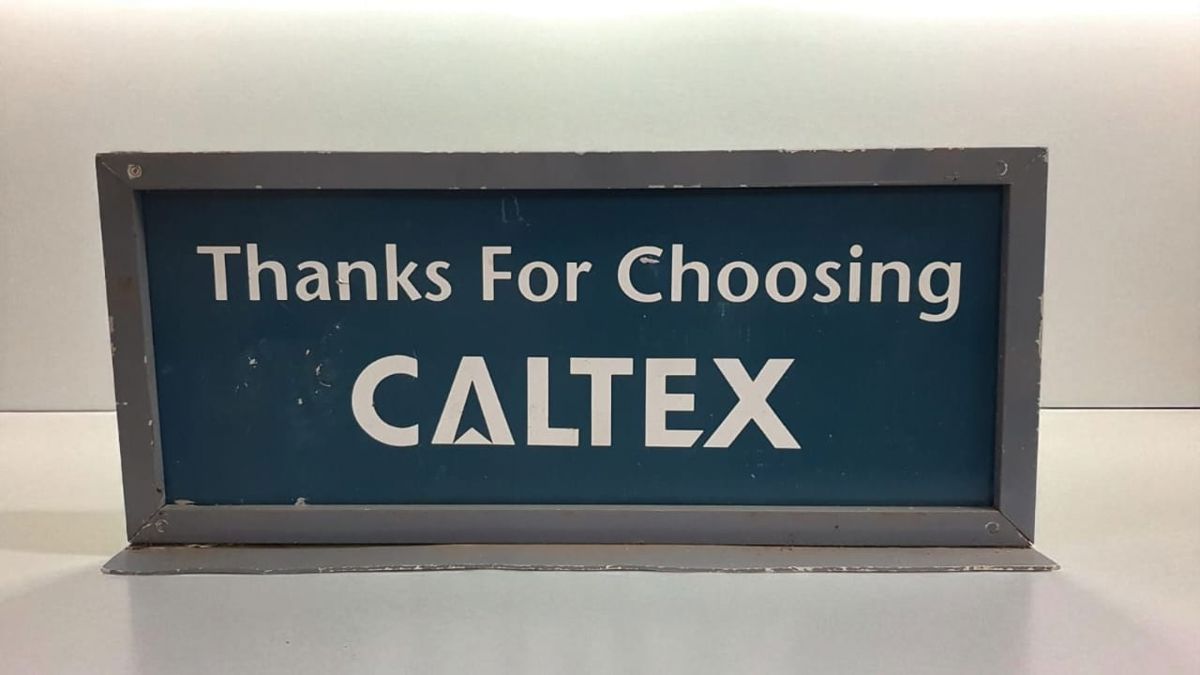 Thanks For Choosing
CALTEX